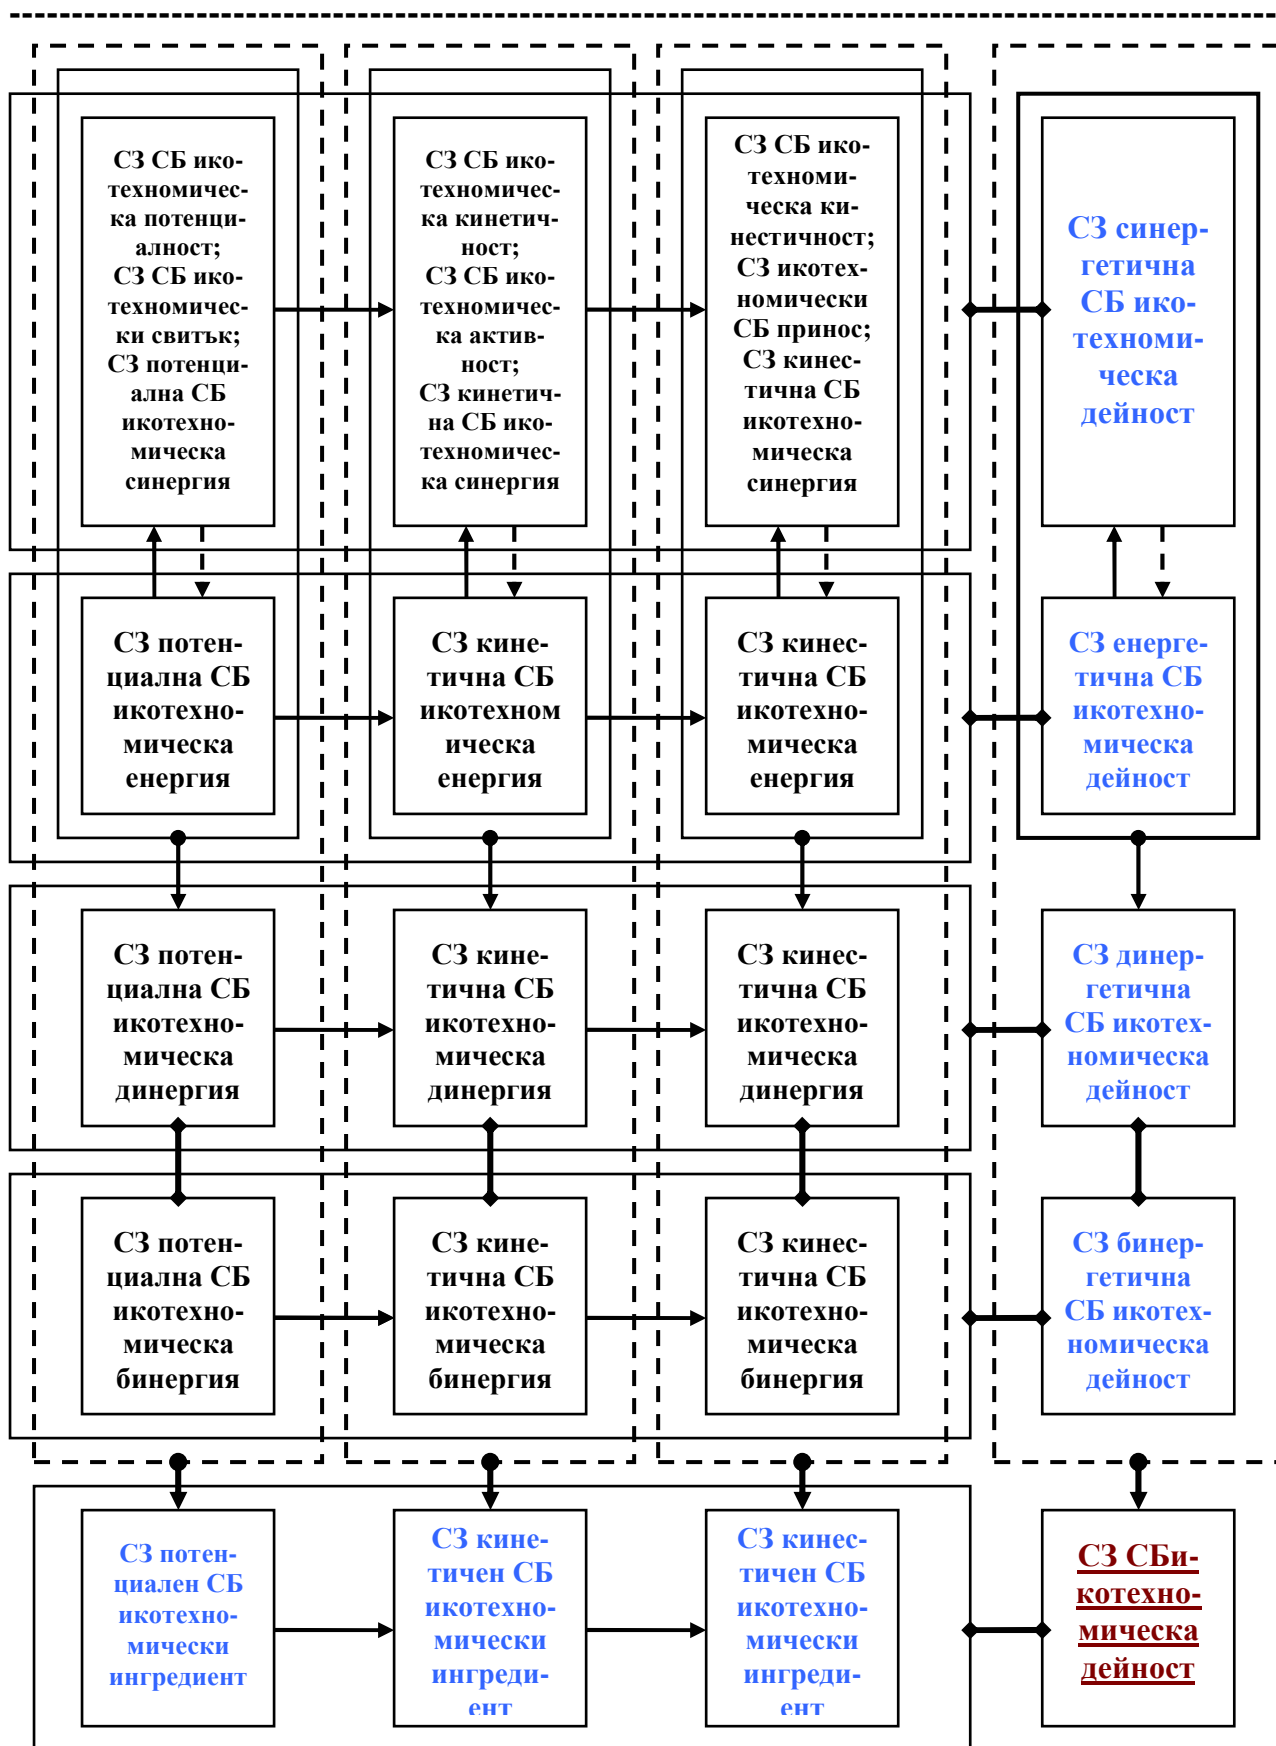 СЗ СБ ико-
техномичес-
ка потенци-
алност;
СЗ СБ ико-
техномичес-
ки свитък;
СЗ потенци-
ална СБ
икотехно-
мическа
синергия
СЗ СБ ико-
техномичес-
ка кинетич-
ност;
СЗ СБ ико-
техномичес-
ка актив-
ност;
СЗ кинетич-
на СБ ико-
техномичес-
ка синергия
СЗ СБ ико-
техноми-
ческа ки-
нестичност;
СЗ икотех-
номически
СБ принос;
СЗ кинес-
тична СБ
икотехно-
мическа
синергия
СЗ синер-
гетична
СБ ико-
техноми-
ческа
дейност
СЗ потен-
циална СБ
икотехно-
мическа
енергия
СЗ кине-
тична СБ
икотехном
ическа
енергия
СЗ кинес-
тична СБ
икотехно-
мическа
енергия
СЗ енерге-
тична СБ
икотехно-
мическа
дейност
СЗ потен-
циална СБ
икотехно-
мическа
динергия
СЗ кине-
тична СБ
икотехно-
мическа
динергия
СЗ кинес-
тична СБ
икотехно-
мическа
динергия
СЗ динер-
гетична
СБ икотех-
номическа
дейност
СЗ потен-
циална СБ
икотехно-
мическа
бинергия
СЗ кине-
тична СБ
икотехно-
мическа
бинергия
СЗ кинес-
тична СБ
икотехно-
мическа
бинергия
СЗ бинер-
гетична
СБ икотех-
номическа
дейност
СЗ потен-
циален СБ
икотехно-
мически
ингредиент
СЗ кине-
тичен СБ
икотехно-
мически
ингреди-
ент
СЗ кинес-
тичен СБ
икотехно-
мически
ингреди-
ент
СЗ СБи-
котехно-
мическа
дейност